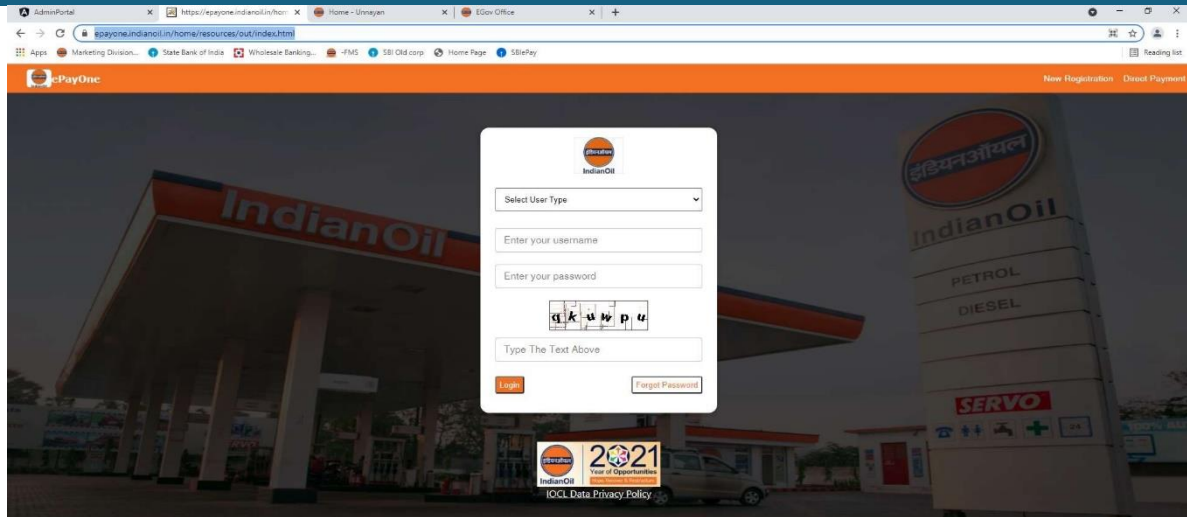 AdminPortal
https://epayone.indianoil.in/hom
Home - Unnayan
EGov Office
epayone.indianoil.in/home/resources/out/index.html
Apps
Marketing Division...
State Bank of India
Wholesale Banking...
-FMS
SBI Old corp
Home Page
SBIePay
Reading list
ePayOne
New Registration
Direct Payment
इंडियनऑयल
IndianOil
Select User Type
Enter your username
Enter your password
qkuwpu
Type The Text Above
Login
Forgot Password
IndianOil
इंडियनऑयल
IndianOil
PETROL
DIESEL
SERVO
24
इंडियनऑयल
IndianOil
2021
Year of Opportunities
IOCL Data Privacy Policy